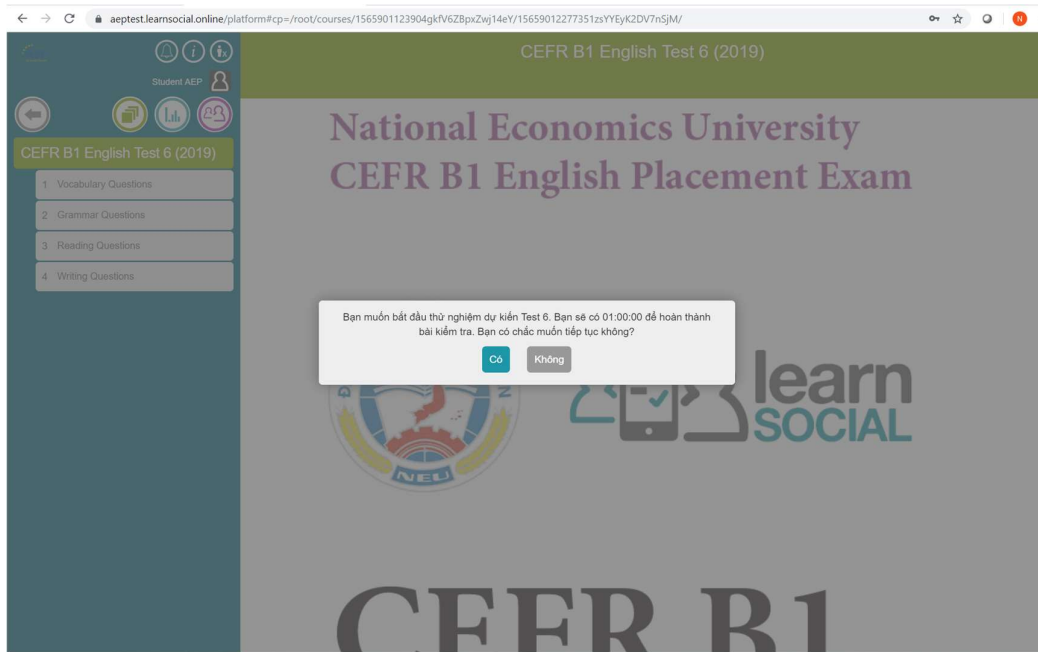 aeptest.learnsocial.online/platform#cp=/root/courses/1565901123904gkfV6ZBpxZwj14eY/15659012277351zsYYEyK2DV7nSjM/
N
CEFR B1 English Test 6 (2019)
Student AEP
CEFR B1 English Test 6 (2019)
1 Vocabulary Questions
2 Grammar Questions
3 Reading Questions
4 Writing Questions
National Economics University
CEFR B1 English Placement Exam
Bạn muốn bắt đầu thử nghiệm dự kiến Test 6. Bạn sẽ có 01:00:00 để hoàn thành
bài kiểm tra. Bạn có chắc muốn tiếp tục không?
Có
Không
NEU
learn
SOCIAL
CEFR B1